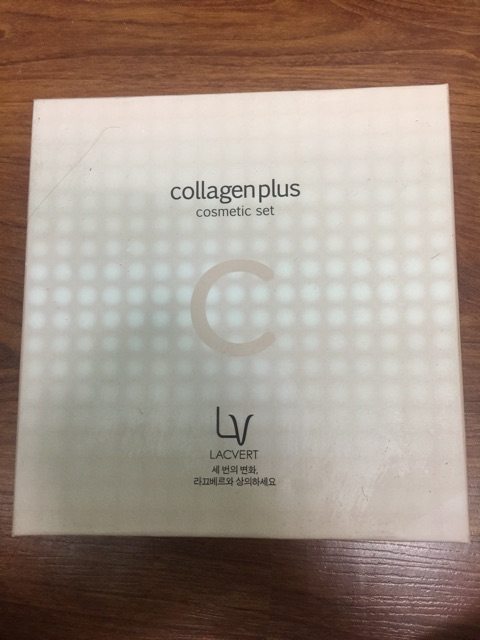 collagen plus
cosmetic set
C
LV
LACVERT
세 번의 변화,
라끄베르와 상의하세요